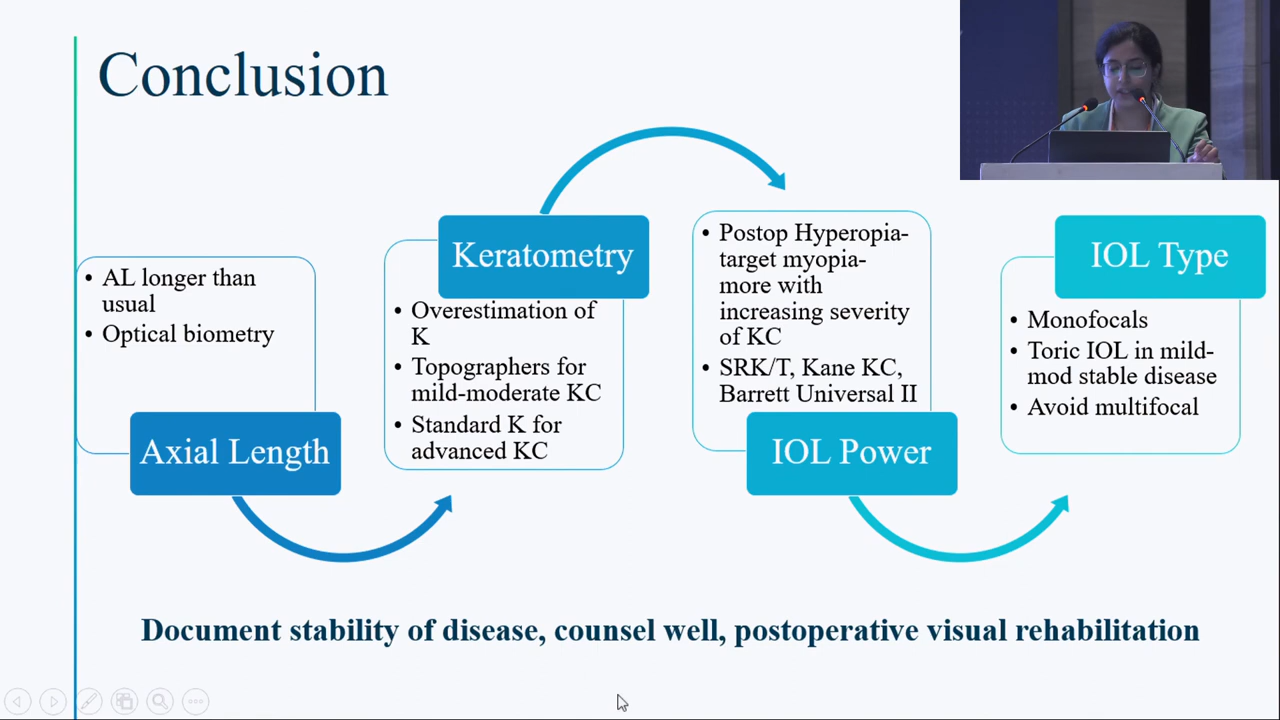 Conclusion
• AL longer than
usual
• Optical biometry
Axial Length
Keratometry
• Overestimation of
K
• Topographers for
mild-moderate KC
• Standard K for
advanced KC
• Postop Hyperopia-
target myopia-
more with
increasing severity
of KC
• SRK/T, Kane KC,
Barrett Universal II
IOL Power
IOL Type
• Monofocals
• Toric IOL in mild-
mod stable disease
• Avoid multifocal
Document stability of disease, counsel well, postoperative visual rehabilitation